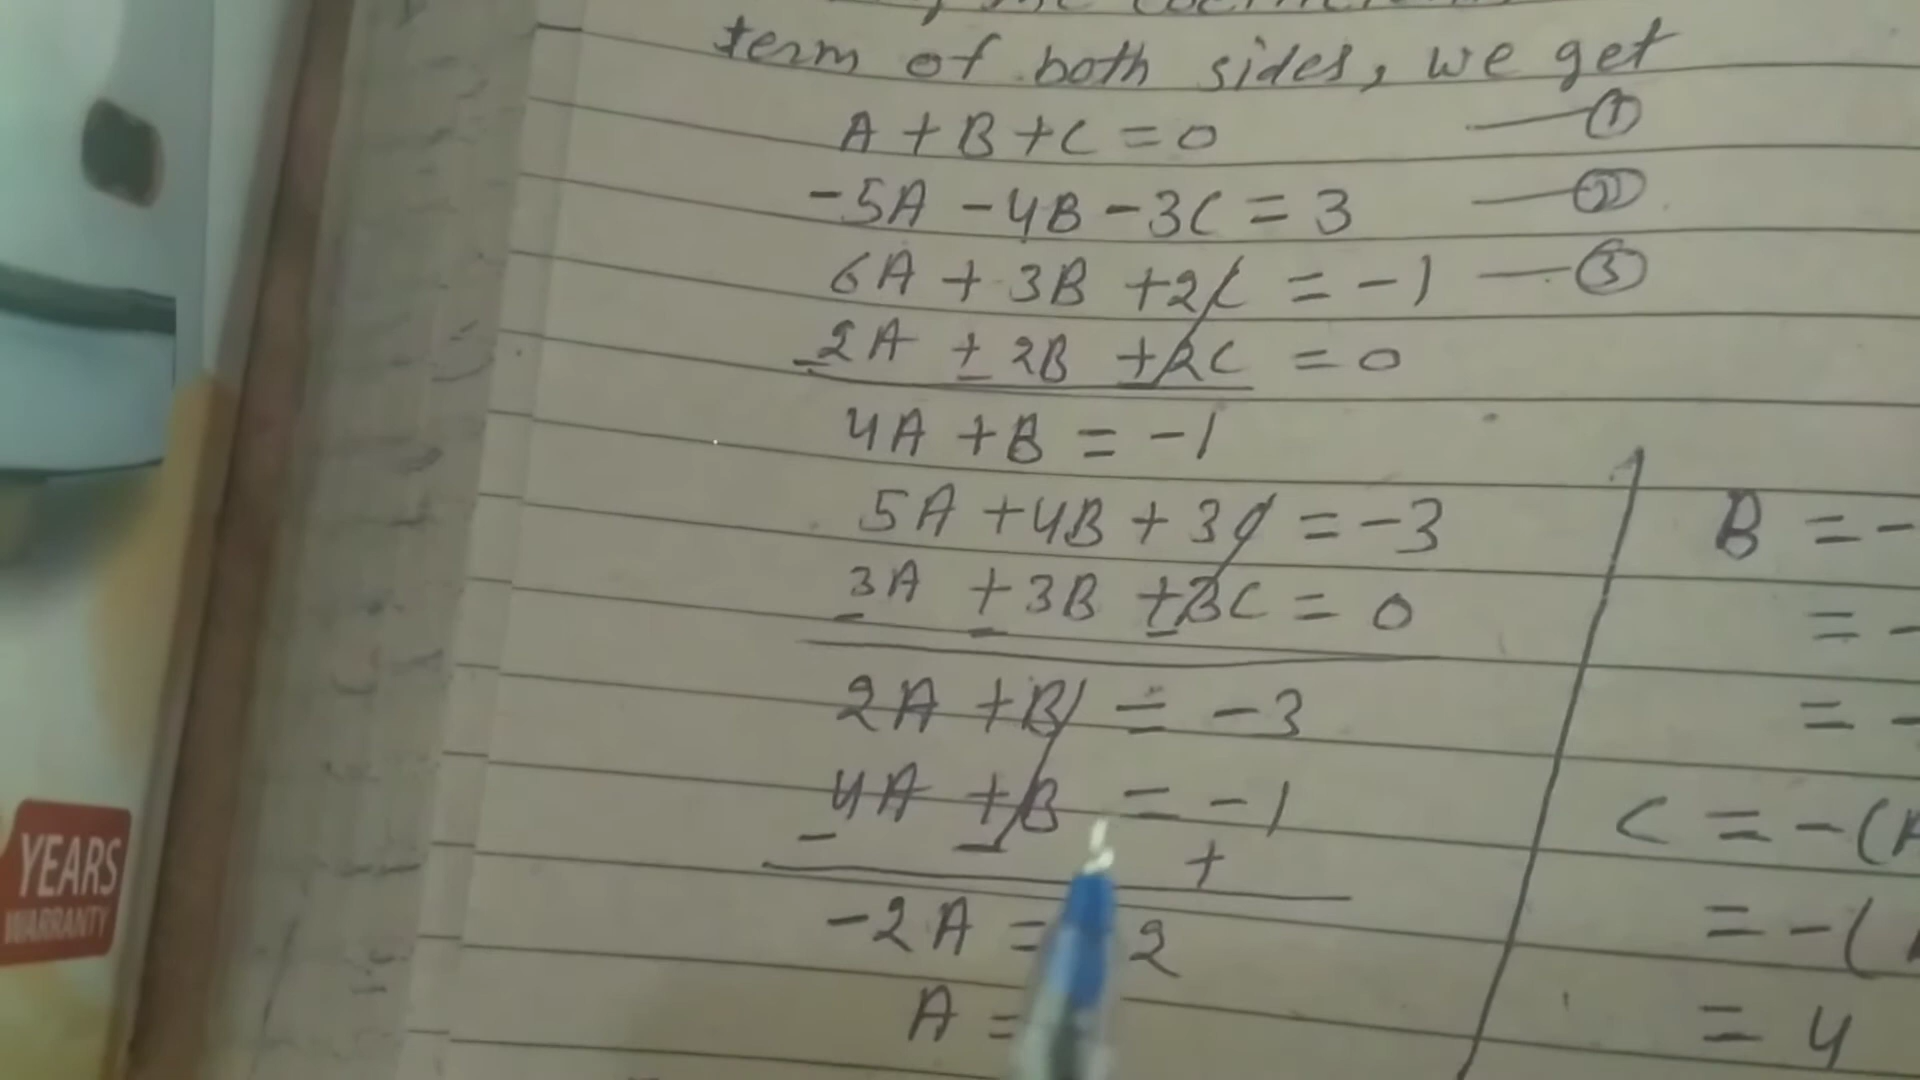 term of both sides, we get
A + B + C = 0 — ①
-5A - 4B - 3C = 3 — ②
6A + 3B + 2C = -1 — ③
2A + 2B + 2C = 0
4A + B = -1
5A + 4B + 3C = -3
3A + 3B + 3C = 0
2A + B = -3
4A + B = -1
- - +
-2A = 2
A =
B = -
= -
= -
C = -(A
= -(
= 4
YEARS
WARRANTY